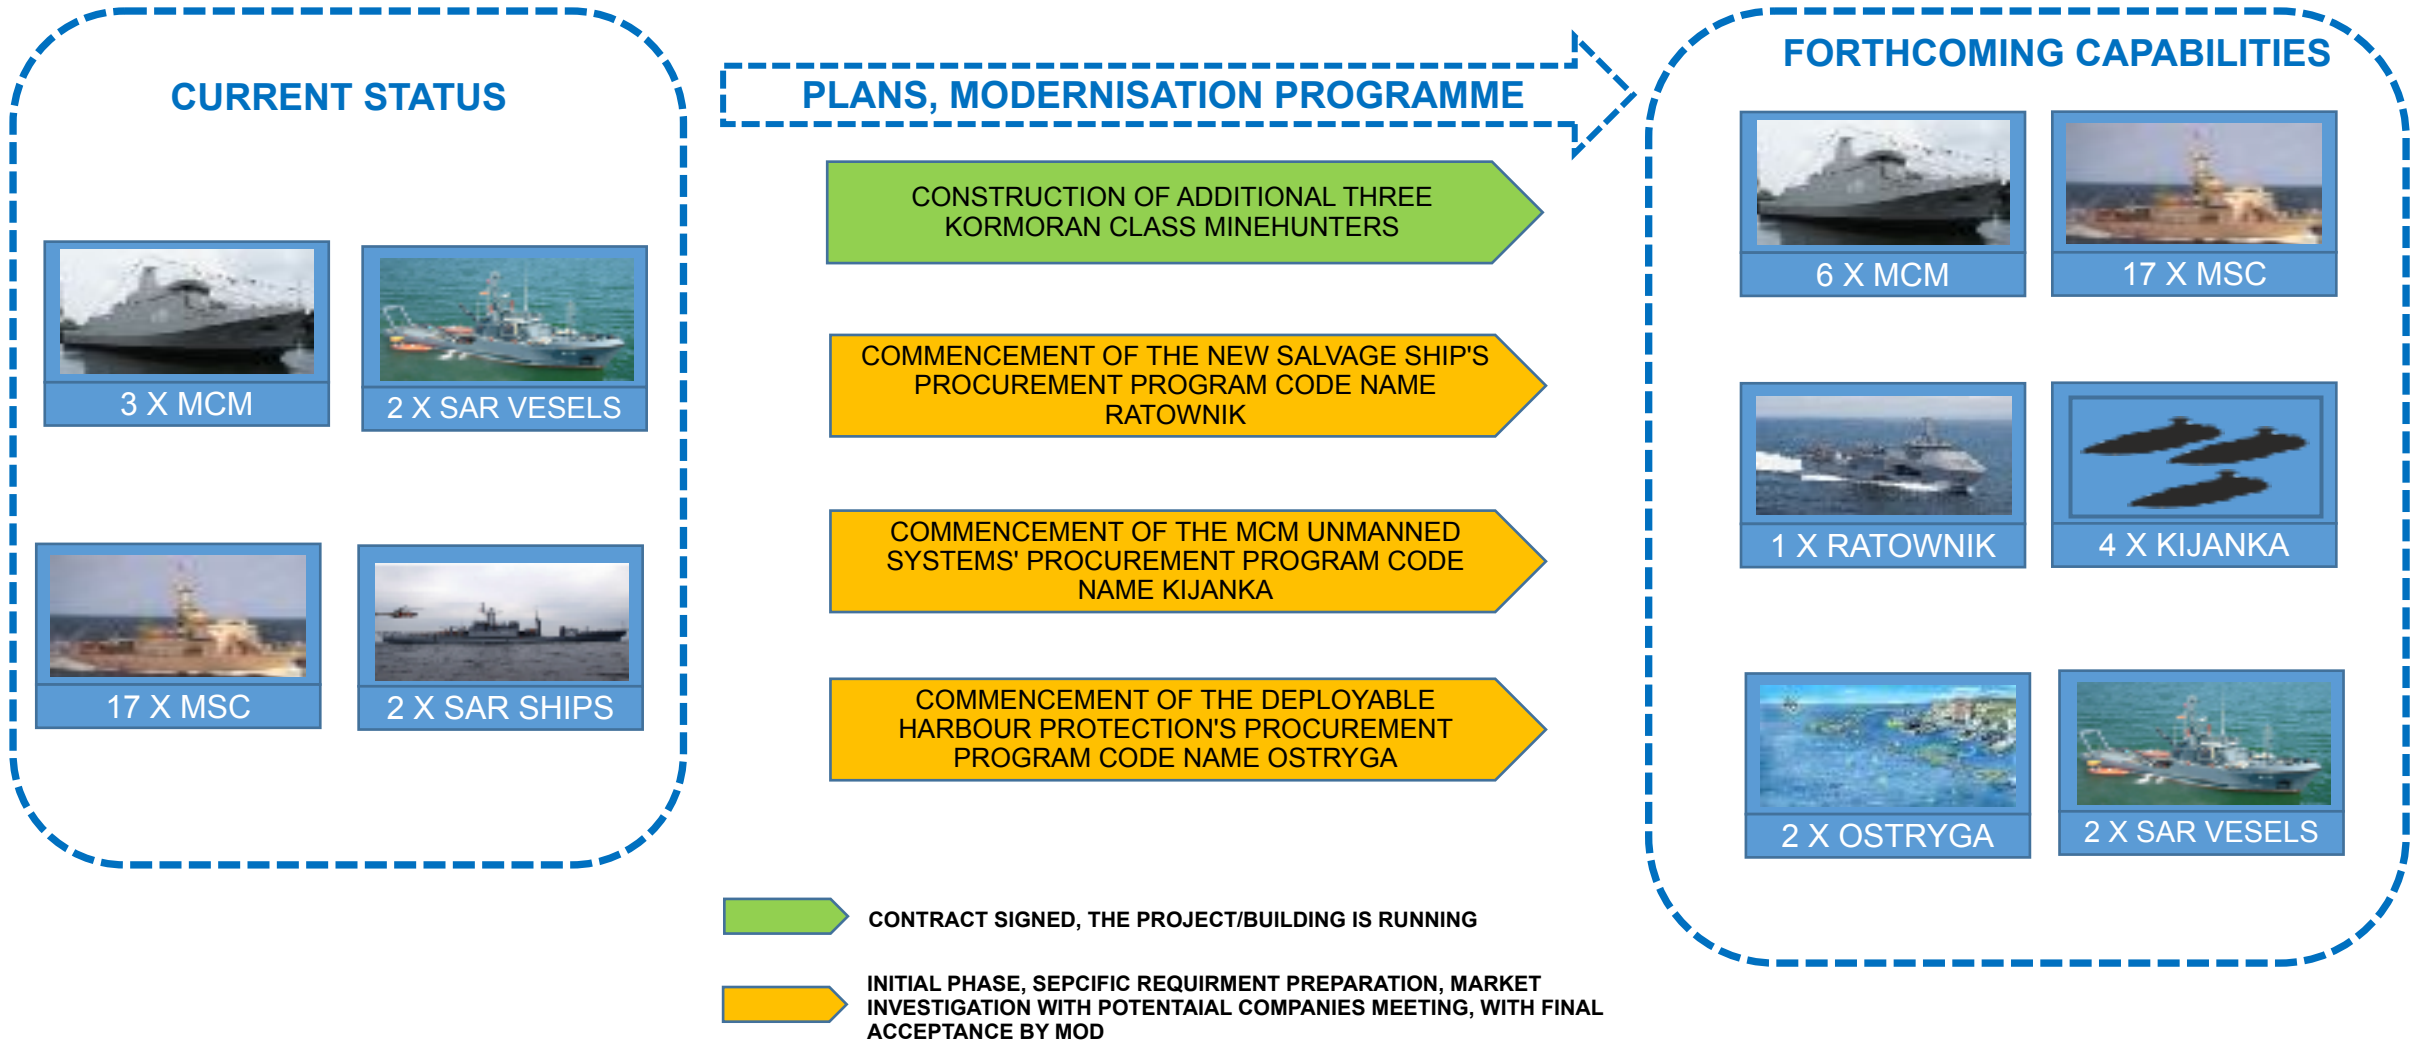 CURRENT STATUS
3 X MCM
2 X SAR VESELS
17 X MSC
2 X SAR SHIPS
PLANS, MODERNISATION PROGRAMME
CONSTRUCTION OF ADDITIONAL THREE
KORMORAN CLASS MINEHUNTERS
COMMENCEMENT OF THE NEW SALVAGE SHIP'S
PROCUREMENT PROGRAM CODE NAME
RATOWNIK
COMMENCEMENT OF THE MCM UNMANNED
SYSTEMS' PROCUREMENT PROGRAM CODE
NAME KIJANKA
COMMENCEMENT OF THE DEPLOYABLE
HARBOUR PROTECTION'S PROCUREMENT
PROGRAM CODE NAME OSTRYGA
CONTRACT SIGNED, THE PROJECT/BUILDING IS RUNNING
INITIAL PHASE, SEPCIFIC REQUIRMENT PREPARATION, MARKET
INVESTIGATION WITH POTENTAIAL COMPANIES MEETING, WITH FINAL
ACCEPTANCE BY MOD
FORTHCOMING CAPABILITIES
6 X MCM
17 X MSC
1 X RATOWNIK
4 X KIJANKA
2 X OSTRYGA
2 X SAR VESELS